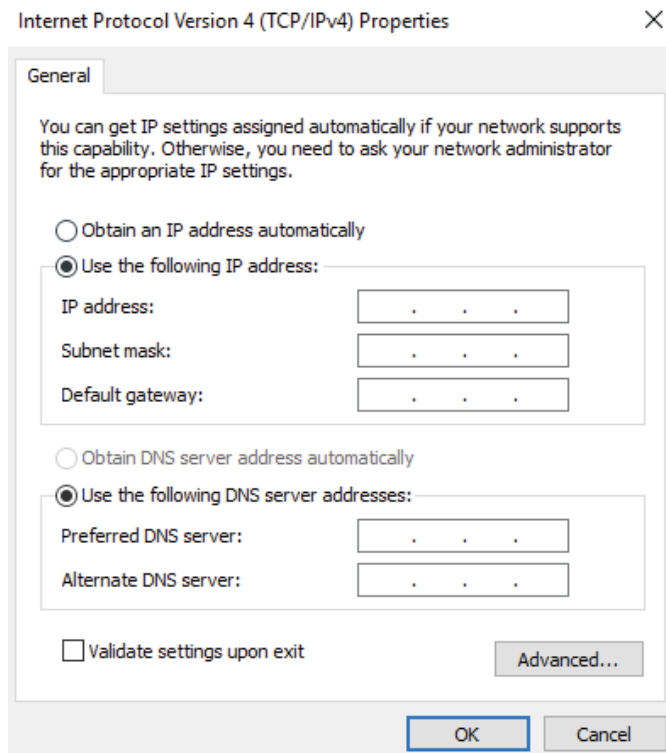 Internet Protocol Version 4 (TCP/IPv4) Properties
General
You can get IP settings assigned automatically if your network supports
this capability. Otherwise, you need to ask your network administrator
for the appropriate IP settings.
Obtain an IP address automatically
Use the following IP address:
IP address: . . .
Subnet mask: . . .
Default gateway: . . .
Obtain DNS server address automatically
Use the following DNS server addresses:
Preferred DNS server: . . .
Alternate DNS server: . . .
Validate settings upon exit
Advanced...
OK Cancel